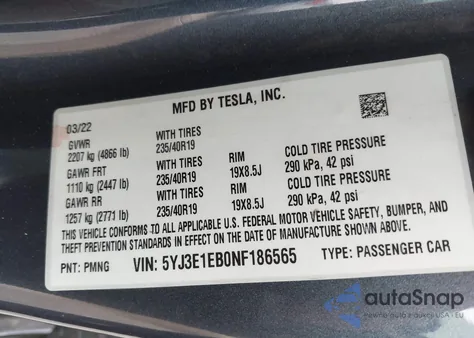 MFD BY TESLA, INC.
03/22
GVWR WITH TIRES
2207 kg (4866 lb) 235/40R19 RIM COLD TIRE PRESSURE
GAWR FRT WITH TIRES 19X8.5J 290 kPa, 42 psi
1110 kg (2447 lb) 235/40R19 RIM COLD TIRE PRESSURE
GAWR RR WITH TIRES 19X8.5J 290 kPa, 42 psi
1257 kg (2771 lb) 235/40R19
THIS VEHICLE CONFORMS TO ALL APPLICABLE U.S. FEDERAL MOTOR VEHICLE SAFETY, BUMPER, AND
THEFT PREVENTION STANDARDS IN EFFECT ON THE DATE OF MANUFACTURE SHOWN ABOVE.
PNT: PMNG VIN: 5YJ3E1EB0NF186565 TYPE: PASSENGER CAR
autoSnap